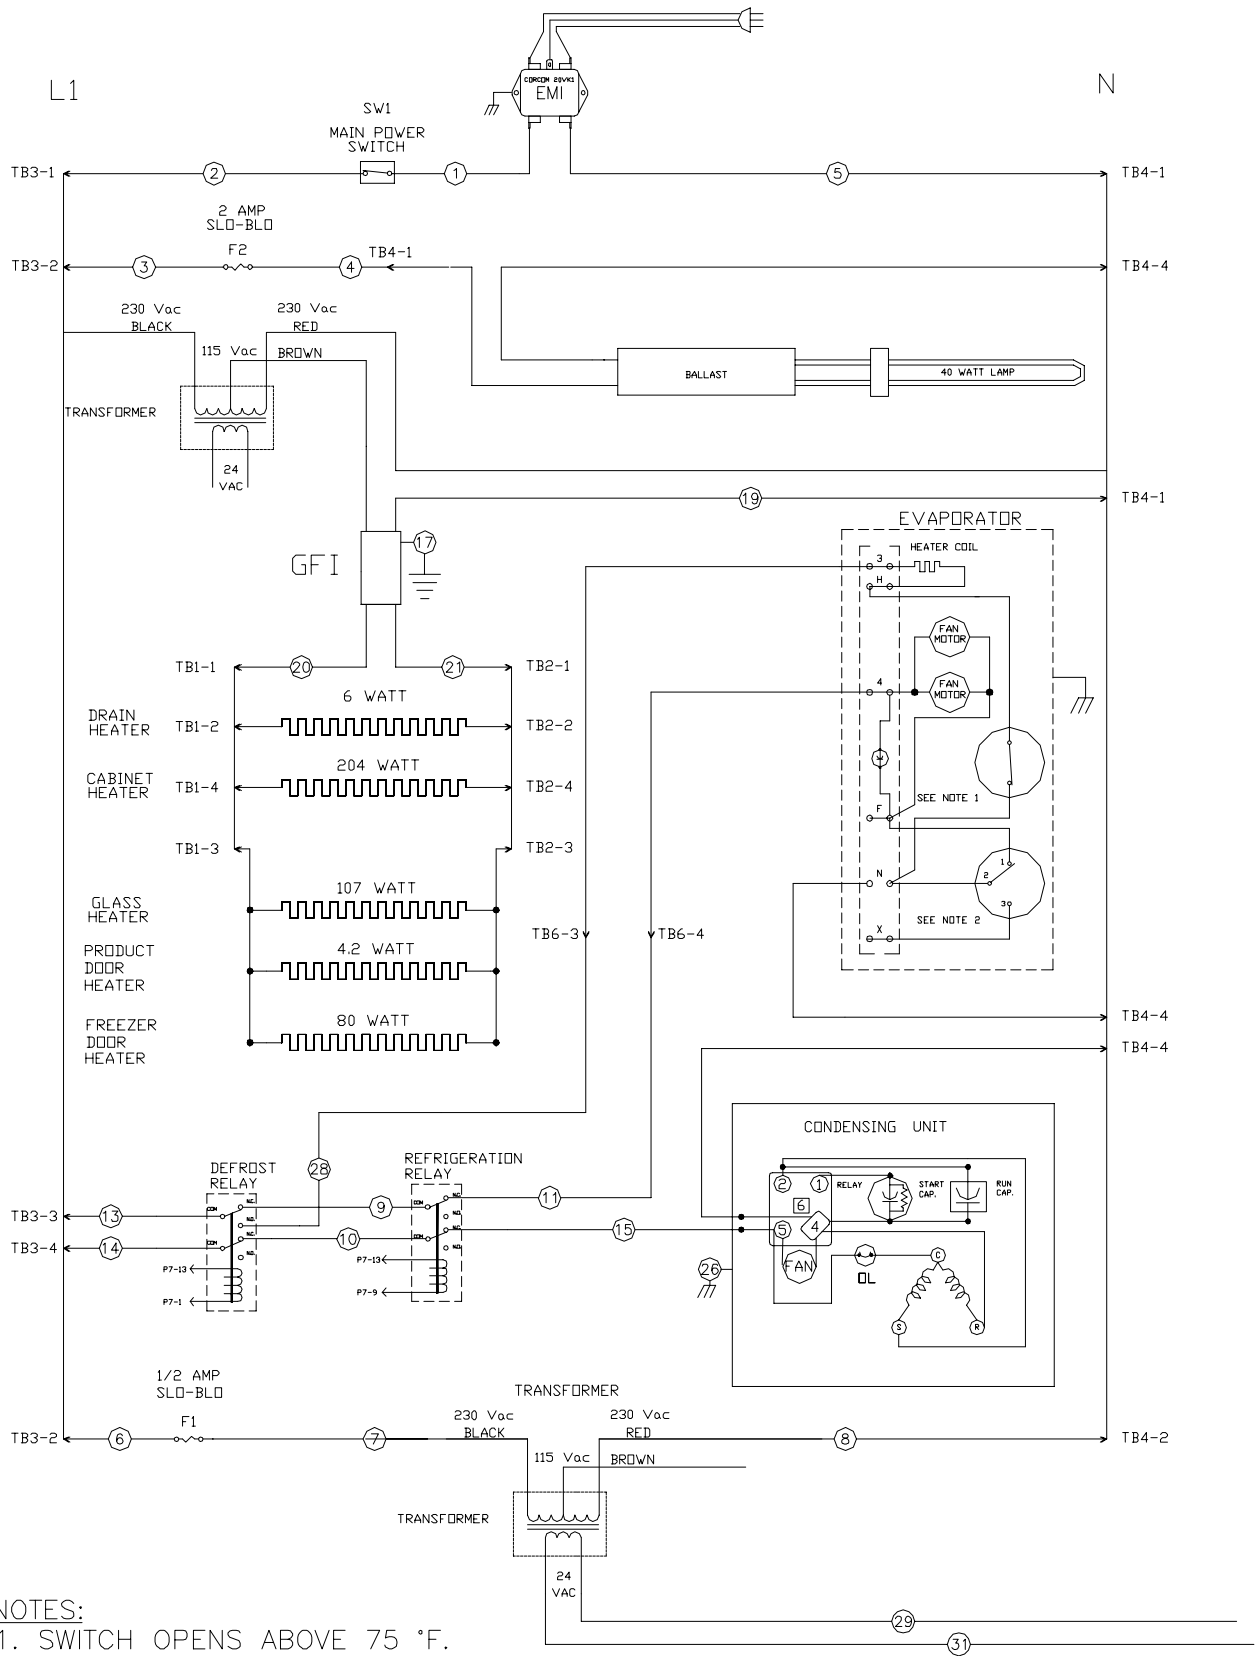 CORCOM 20VK1
EMI
L1
N
SW1
MAIN POWER
SWITCH
TB3-1
2
1
5
TB4-1
2 AMP
SLO-BLO
F2
TB3-2
3
4
TB4-1
TB4-4
230 Vac
BLACK
230 Vac
RED
115 Vac
BROWN
TRANSFORMER
24
VAC
BALLAST
40 WATT LAMP
19
TB4-1
GFI
17
EVAPORATOR
HEATER COIL
3
H
FAN
MOTOR
4
FAN
MOTOR
SEE NOTE 1
F
N
1
2
3
SEE NOTE 2
X
TB1-1
20
21
TB2-1
6 WATT
DRAIN
HEATER
TB1-2
TB2-2
204 WATT
CABINET
HEATER
TB1-4
TB2-4
TB1-3
TB2-3
107 WATT
GLASS
HEATER
4.2 WATT
PRODUCT
DOOR
HEATER
80 WATT
FREEZER
DOOR
HEATER
TB6-3
TB6-4
TB4-4
TB4-4
CONDENSING UNIT
2
1
RELAY
START
CAP.
RUN
CAP.
6
5
4
FAN
OL
C
S
R
26
DEFROST
RELAY
28
REFRIGERATION
RELAY
TB3-3
13
COM
N.C.
N.O.
9
COM
N.C.
N.O.
11
TB3-4
14
COM
N.C.
N.O.
10
COM
N.O.
15
P7-13
P7-1
P7-13
P7-9
1/2 AMP
SLO-BLO
F1
TB3-2
6
7
TRANSFORMER
230 Vac
BLACK
230 Vac
RED
8
TB4-2
115 Vac
BROWN
TRANSFORMER
24
VAC
29
31
NOTES:
1. SWITCH OPENS ABOVE 75 °F.